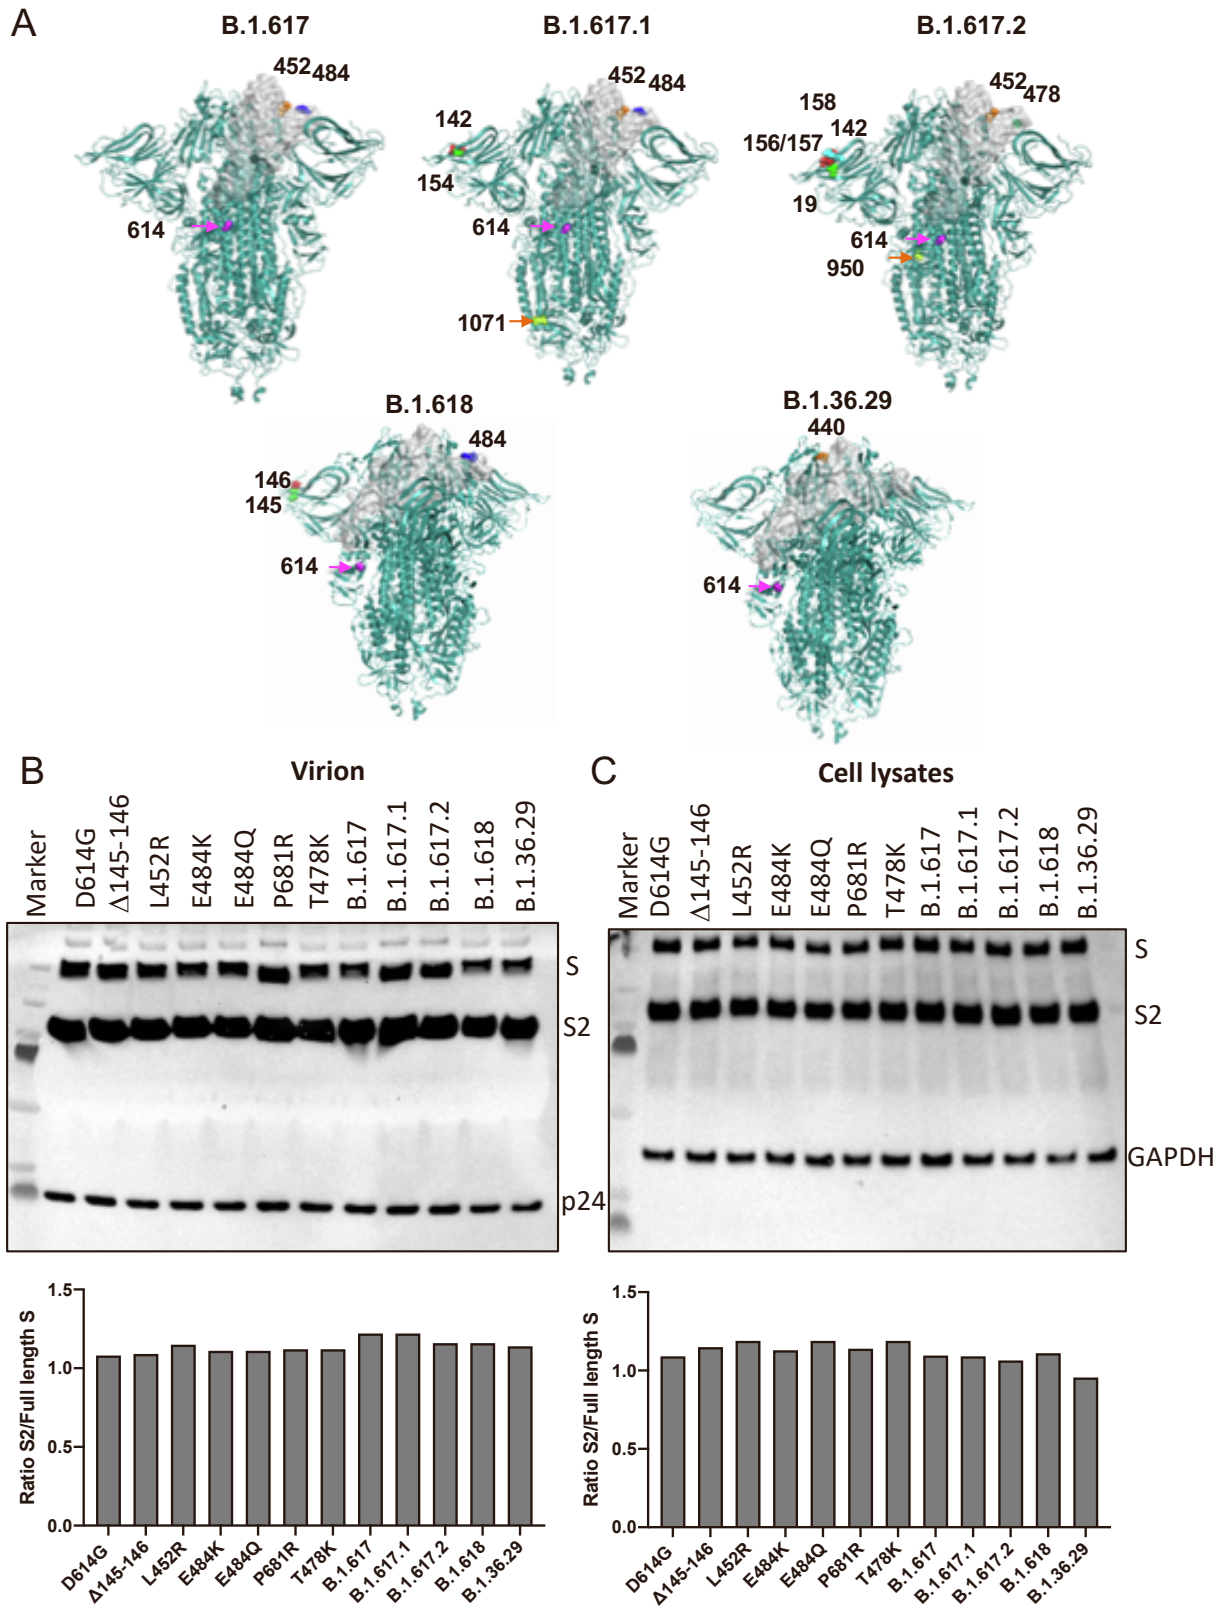 A
B.1.617
B.1.617.1
B.1.617.2
452 484
614
452 484
142
154
614
1071
452
478
158
142
156/157
19
614
950
B.1.618
484
146
145
614
B.1.36.29
440
614
B
Virion
Marker
D614G
Δ145-146
L452R
E484K
E484Q
P681R
T478K
B.1.617
B.1.617.1
B.1.617.2
B.1.618
B.1.36.29
S
S2
p24
C
Cell lysates
Marker
D614G
Δ145-146
L452R
E484K
E484Q
P681R
T478K
B.1.617
B.1.617.1
B.1.617.2
B.1.618
B.1.36.29
S
S2
GAPDH
Ratio S2/Full length S
1.5
1.0
0.5
0.0
D614G
Δ145-146
L452R
E484K
E484Q
P681R
T478K
B.1.617
B.1.617.1
B.1.617.2
B.1.618
B.1.36.29
Ratio S2/Full length S
1.5
1.0
0.5
0.0
D614G
Δ145-146
L452R
E484K
E484Q
P681R
T478K
B.1.617
B.1.617.1
B.1.617.2
B.1.618
B.1.36.29